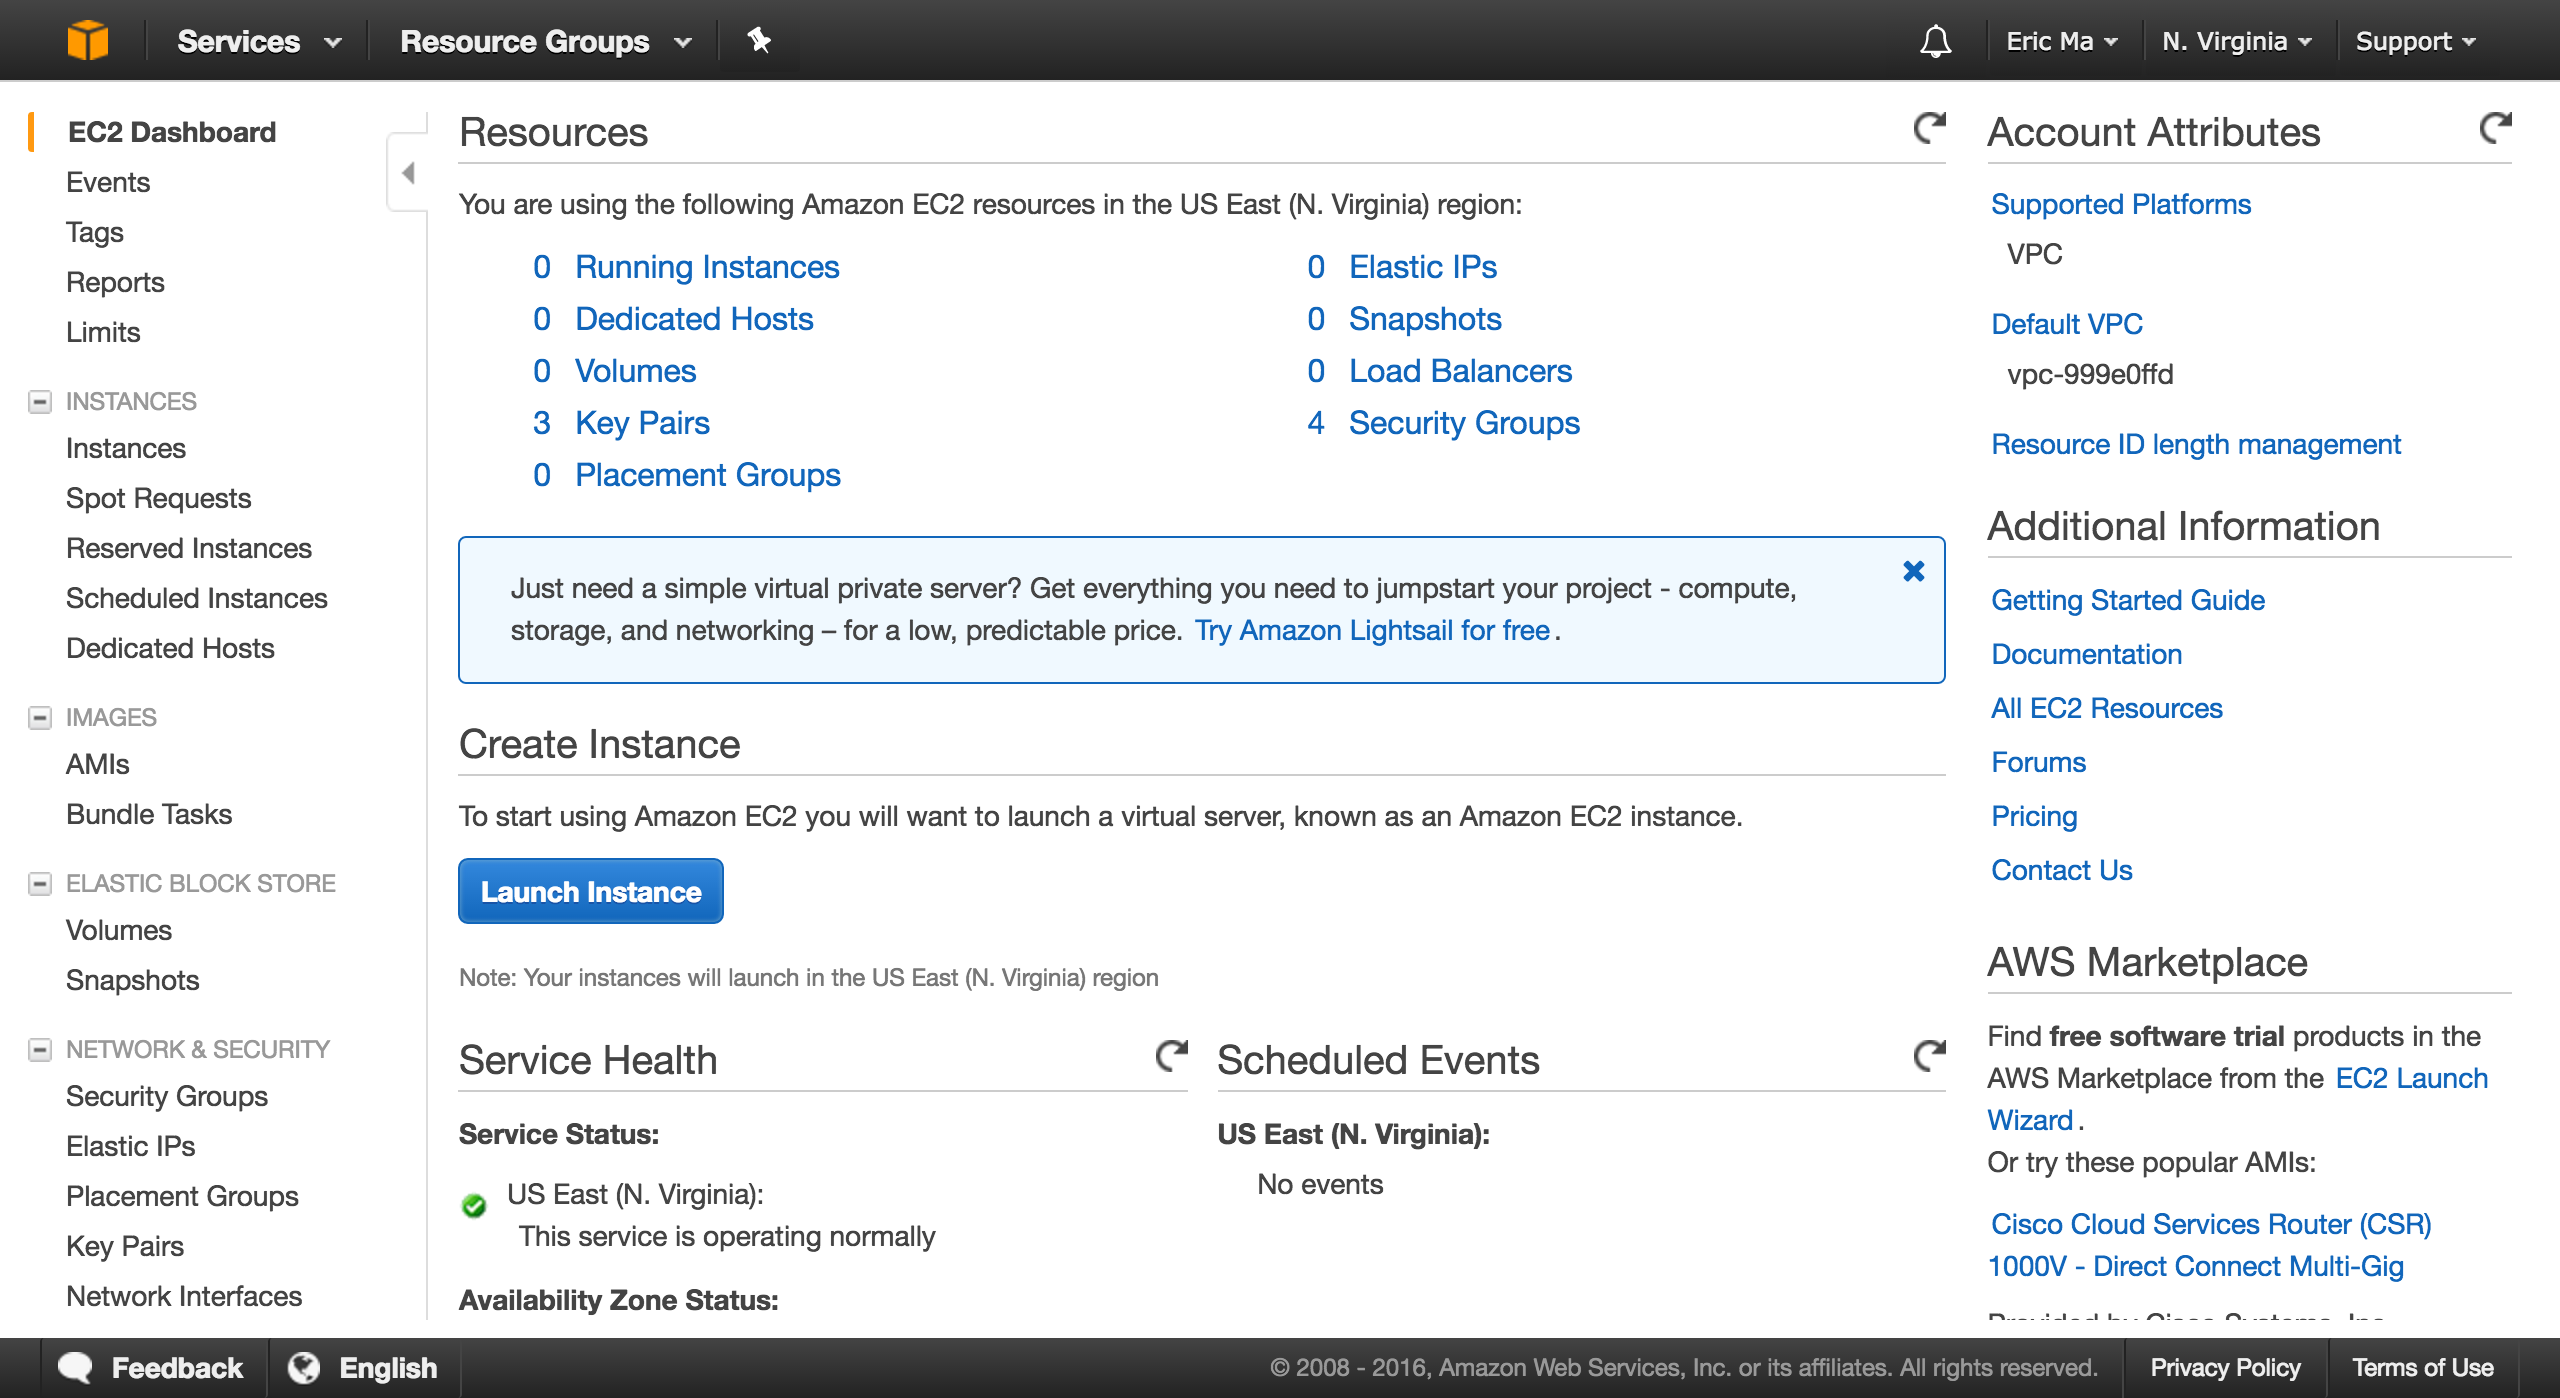 Services
Resource Groups
Eric Ma
N. Virginia
Support
EC2 Dashboard
Events
Tags
Reports
Limits
INSTANCES
Instances
Spot Requests
Reserved Instances
Scheduled Instances
Dedicated Hosts
IMAGES
AMIs
Bundle Tasks
ELASTIC BLOCK STORE
Volumes
Snapshots
NETWORK & SECURITY
Security Groups
Elastic IPs
Placement Groups
Key Pairs
Network Interfaces
Resources
You are using the following Amazon EC2 resources in the US East (N. Virginia) region:
0 Running Instances
0 Dedicated Hosts
0 Volumes
3 Key Pairs
0 Placement Groups
0 Elastic IPs
0 Snapshots
0 Load Balancers
4 Security Groups
Just need a simple virtual private server? Get everything you need to jumpstart your project - compute,
storage, and networking – for a low, predictable price. Try Amazon Lightsail for free.
Create Instance
To start using Amazon EC2 you will want to launch a virtual server, known as an Amazon EC2 instance.
Launch Instance
Note: Your instances will launch in the US East (N. Virginia) region
Service Health
Service Status:
US East (N. Virginia):
This service is operating normally
Availability Zone Status:
Scheduled Events
US East (N. Virginia):
No events
Account Attributes
Supported Platforms
VPC
Default VPC
vpc-999e0ffd
Resource ID length management
Additional Information
Getting Started Guide
Documentation
All EC2 Resources
Forums
Pricing
Contact Us
AWS Marketplace
Find free software trial products in the
AWS Marketplace from the EC2 Launch
Wizard.
Or try these popular AMIs:
Cisco Cloud Services Router (CSR)
1000V - Direct Connect Multi-Gig
Provided by Cisco Systems, Inc.
Feedback
English
© 2008 - 2016, Amazon Web Services, Inc. or its affiliates. All rights reserved.
Privacy Policy
Terms of Use